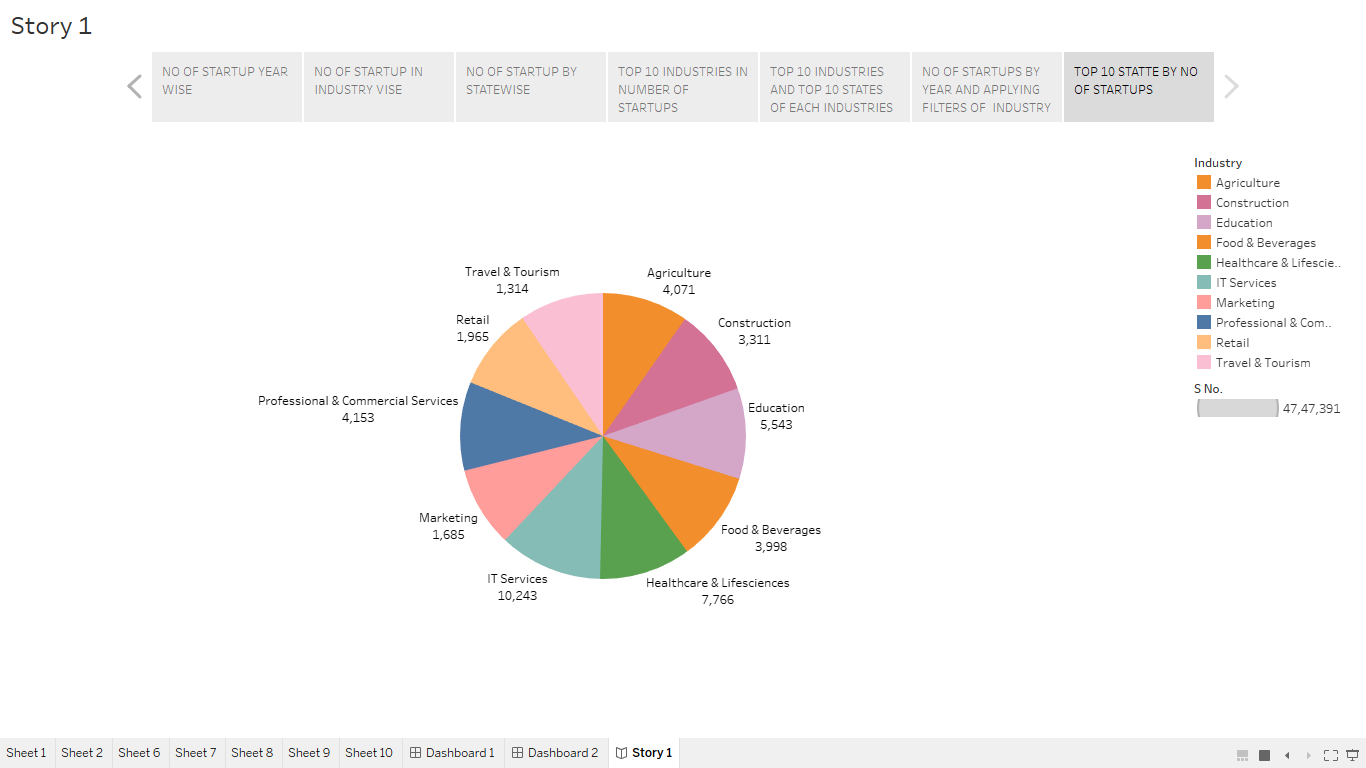 Story 1
NO OF STARTUP YEAR
WISE
NO OF STARTUP IN
INDUSTRY VISE
NO OF STARTUP BY
STATEWISE
TOP 10 INDUSTRIES IN
NUMBER OF
STARTUPS
TOP 10 INDUSTRIES
AND TOP 10 STATES
OF EACH INDUSTRIES
NO OF STARTUPS BY
YEAR AND APPLYING
FILTERS OF  INDUSTRY
TOP 10 STATTE BY NO
OF STARTUPS
Travel & Tourism
1,314
Agriculture
4,071
Retail
1,965
Construction
3,311
Professional & Commercial Services
4,153
Education
5,543
Marketing
1,685
Food & Beverages
3,998
IT Services
10,243
Healthcare & Lifesciences
7,766
Industry
Agriculture
Construction
Education
Food & Beverages
Healthcare & Lifescie..
IT Services
Marketing
Professional & Com..
Retail
Travel & Tourism
S No.
47,47,391
Sheet 1
Sheet 2
Sheet 6
Sheet 7
Sheet 8
Sheet 9
Sheet 10
Dashboard 1
Dashboard 2
Story 1